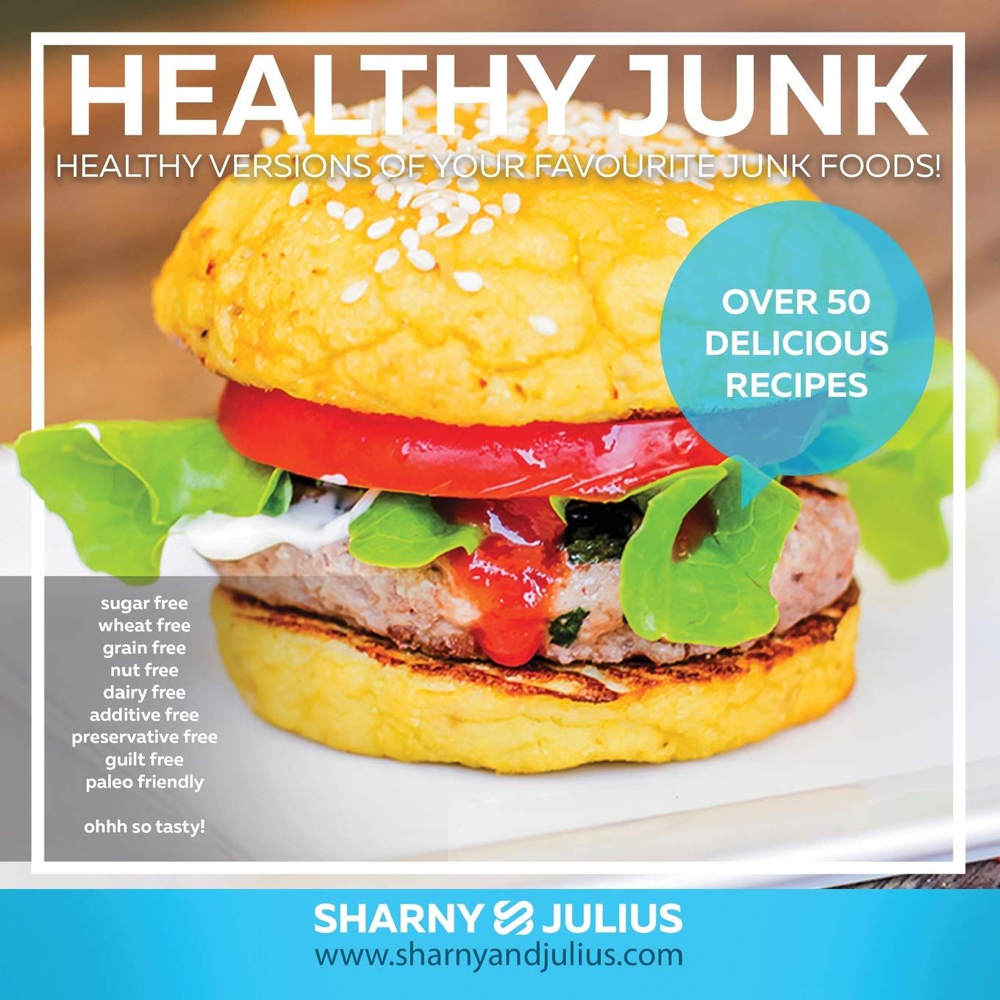 HEALTHY JUNK
HEALTHY VERSIONS OF YOUR FAVOURITE JUNK FOODS!
OVER 50
DELICIOUS
RECIPES
sugar free
wheat free
grain free
nut free
dairy free
additive free
preservative free
guilt free
paleo friendly
ohhh so tasty!
SHARNY JULIUS
www.sharnyandjulius.com